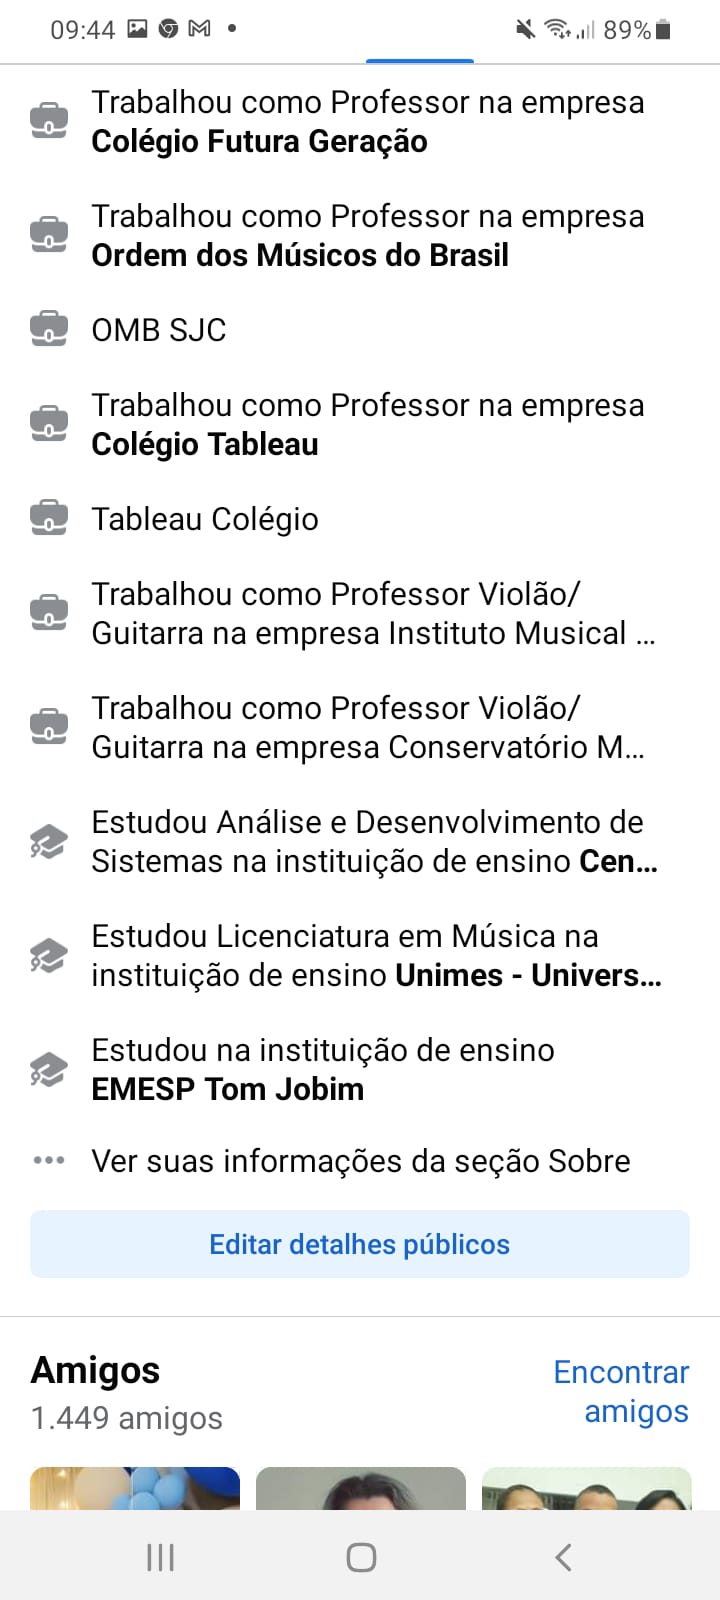 09:44
89%
Trabalhou como Professor na empresa
Colégio Futura Geração
Trabalhou como Professor na empresa
Ordem dos Músicos do Brasil
OMB SJC
Trabalhou como Professor na empresa
Colégio Tableau
Tableau Colégio
Trabalhou como Professor Violão/
Guitarra na empresa Instituto Musical ...
Trabalhou como Professor Violão/
Guitarra na empresa Conservatório M...
Estudou Análise e Desenvolvimento de
Sistemas na instituição de ensino Cen...
Estudou Licenciatura em Música na
instituição de ensino Unimes - Univers...
Estudou na instituição de ensino
EMESP Tom Jobim
Ver suas informações da seção Sobre
Editar detalhes públicos
Amigos
Encontrar
amigos
1.449 amigos